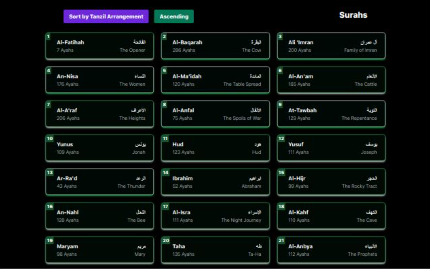 Sort by Tanzil Arrangement
Ascending
Surahs
1
Al-Fatihah الفاتحة
7 Ayahs The Opener
2
Al-Baqarah البقرة
286 Ayahs The Cow
3
Ali 'Imran آل عمران
200 Ayahs Family of Imran
4
An-Nisa النساء
176 Ayahs The Women
5
Al-Ma'idah المائدة
120 Ayahs The Table Spread
6
Al-An'am الأنعام
165 Ayahs The Cattle
7
Al-A'raf الأعراف
206 Ayahs The Heights
8
Al-Anfal الأنفال
75 Ayahs The Spoils of War
9
At-Tawbah التوبة
129 Ayahs The Repentance
10
Yunus يونس
109 Ayahs Jonah
11
Hud هود
123 Ayahs Hud
12
Yusuf يوسف
111 Ayahs Joseph
13
Ar-Ra'd الرعد
43 Ayahs The Thunder
14
Ibrahim ابراهيم
52 Ayahs Abraham
15
Al-Hijr الحجر
99 Ayahs The Rocky Tract
16
An-Nahl النحل
128 Ayahs The Bee
17
Al-Isra الإسراء
111 Ayahs The Night Journey
18
Al-Kahf الكهف
110 Ayahs The Cave
19
Maryam مريم
98 Ayahs Mary
20
Taha طه
135 Ayahs Ta-Ha
21
Al-Anbya الأنبياء
112 Ayahs The Prophets